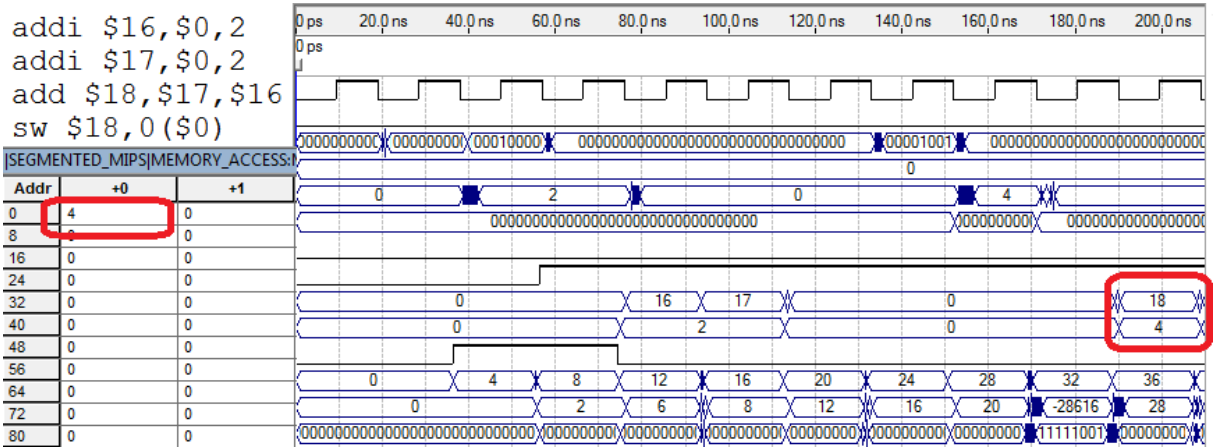 addi $16,$0,2
addi $17,$0,2
add $18,$17,$16
sw $18,0($0)
|SEGMENTED_MIPS|MEMORY_ACCESS:
Addr +0 +1
0 4 0
8 0
16 0 0
24 0 0
32 0 0
40 0 0
48 0 0
56 0 0
64 0 0
72 0 0
80 0 0
0 ps 20.0 ns 40.0 ns 60.0 ns 80.0 ns 100.0 ns 120.0 ns 140.0 ns 160.0 ns 180.0 ns 200.0 ns
0 ps
00010000 00001001
0
0 2 0 4
0 16 17 0 18
0 2 0 4
0 4 8 12 16 20 24 28 32 36
0 2 6 8 12 16 20 -28616 28
11111001